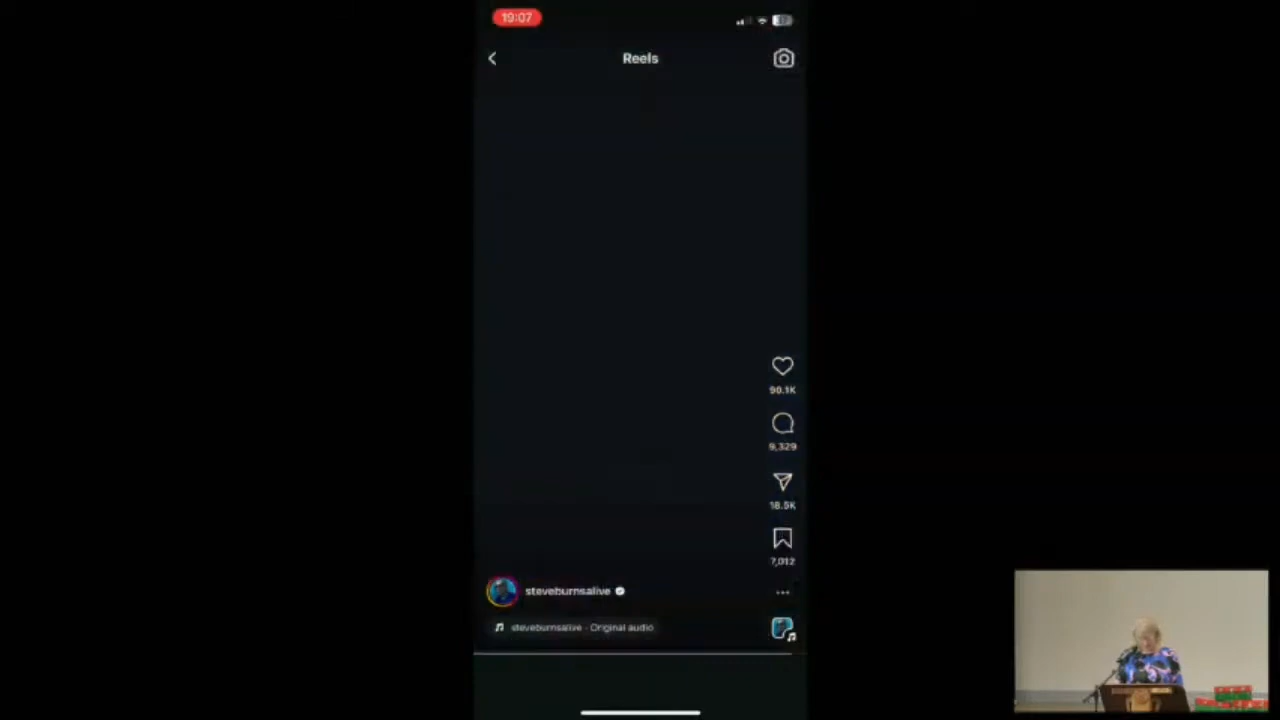 19:07
Reels
90.1K
9,329
18.5K
7,012
steveburnsalive
steveburnsalive · Original audio